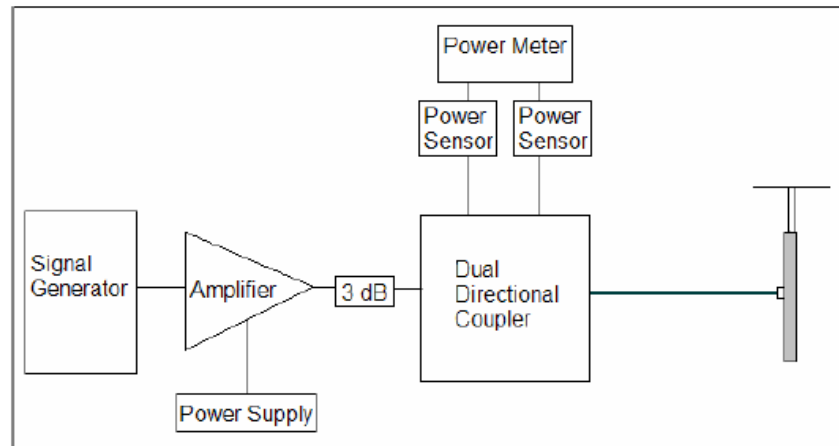 Power Meter
Power
Sensor
Power
Sensor
Signal
Generator
Amplifier
3 dB
Dual
Directional
Coupler
Power Supply